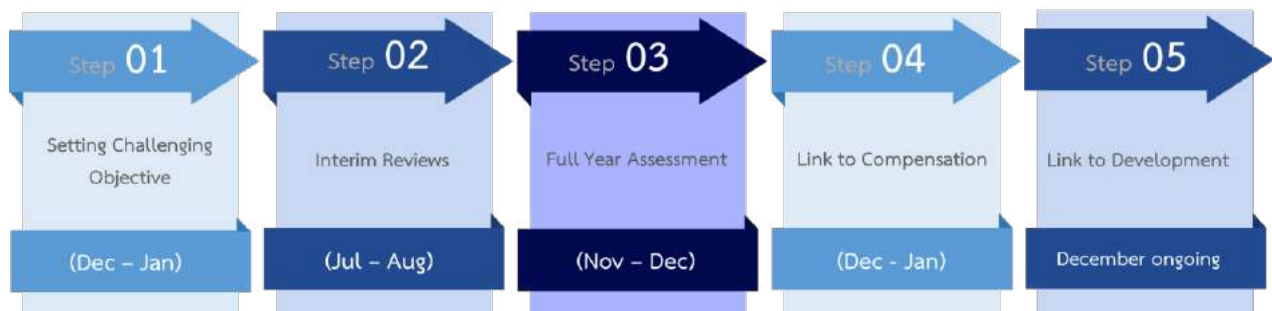 Step 01
Setting Challenging
Objective
(Dec – Jan)
Step 02
Interim Reviews
(Jul – Aug)
Step 03
Full Year Assessment
(Nov – Dec)
Step 04
Link to Compensation
(Dec - Jan)
Step 05
Link to Development
December ongoing